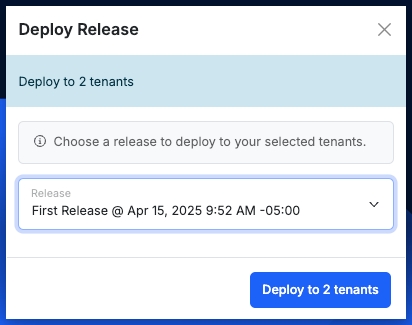 Deploy Release
Deploy to 2 tenants
Choose a release to deploy to your selected tenants.
Release
First Release @ Apr 15, 2025 9:52 AM -05:00
Deploy to 2 tenants